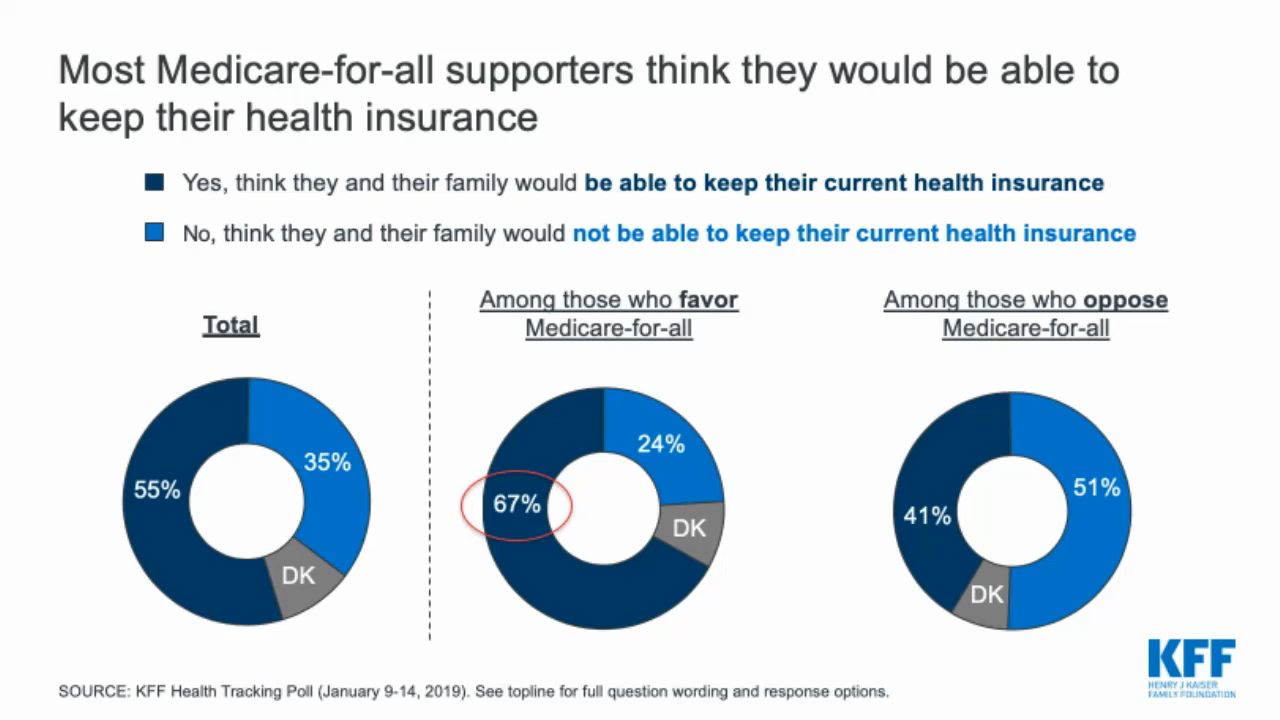 Most Medicare-for-all supporters think they would be able to
keep their health insurance
Yes, think they and their family would be able to keep their current health insurance
No, think they and their family would not be able to keep their current health insurance
Total
Among those who favor
Medicare-for-all
Among those who oppose
Medicare-for-all
55%
35%
DK
67%
24%
DK
41%
51%
DK
KFF
HENRY J KAISER
FAMILY FOUNDATION
SOURCE: KFF Health Tracking Poll (January 9-14, 2019). See topline for full question wording and response options.